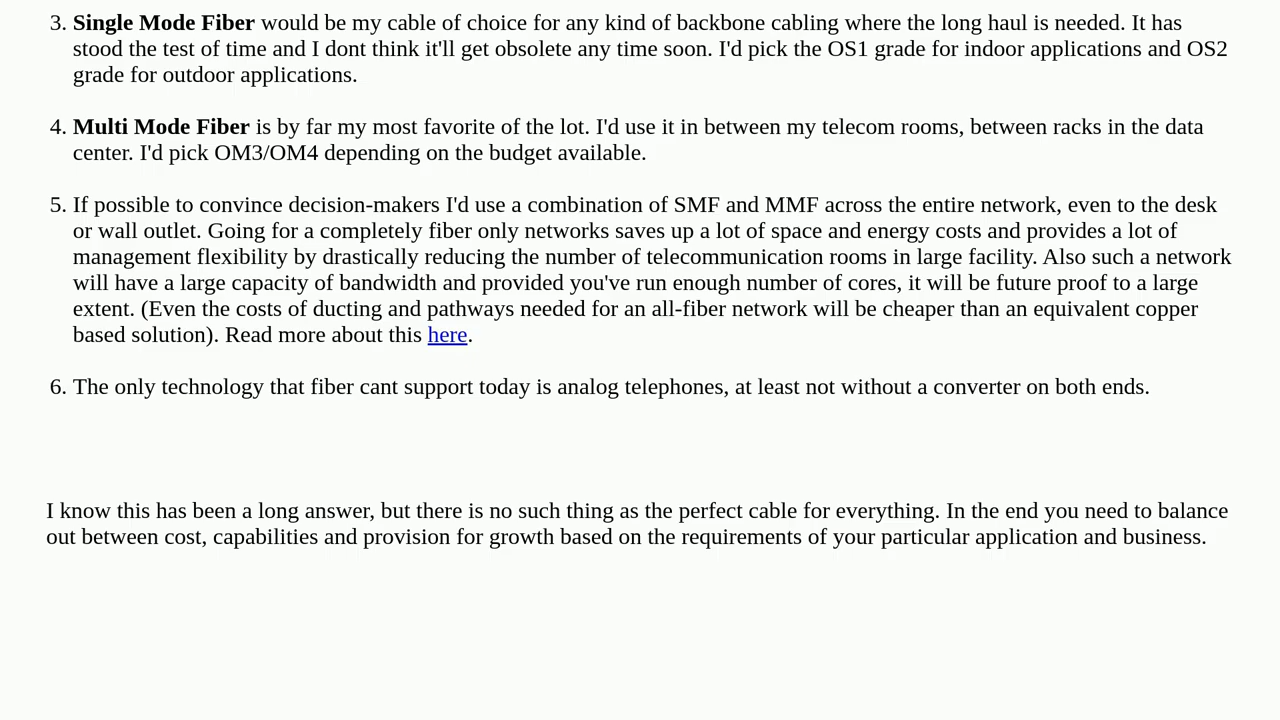 3. Single Mode Fiber would be my cable of choice for any kind of backbone cabling where the long haul is needed. It has
stood the test of time and I dont think it'll get obsolete any time soon. I'd pick the OS1 grade for indoor applications and OS2
grade for outdoor applications.
4. Multi Mode Fiber is by far my most favorite of the lot. I'd use it in between my telecom rooms, between racks in the data
center. I'd pick OM3/OM4 depending on the budget available.
5. If possible to convince decision-makers I'd use a combination of SMF and MMF across the entire network, even to the desk
or wall outlet. Going for a completely fiber only networks saves up a lot of space and energy costs and provides a lot of
management flexibility by drastically reducing the number of telecommunication rooms in large facility. Also such a network
will have a large capacity of bandwidth and provided you've run enough number of cores, it will be future proof to a large
extent. (Even the costs of ducting and pathways needed for an all-fiber network will be cheaper than an equivalent copper
based solution). Read more about this here.
6. The only technology that fiber cant support today is analog telephones, at least not without a converter on both ends.
I know this has been a long answer, but there is no such thing as the perfect cable for everything. In the end you need to balance
out between cost, capabilities and provision for growth based on the requirements of your particular application and business.